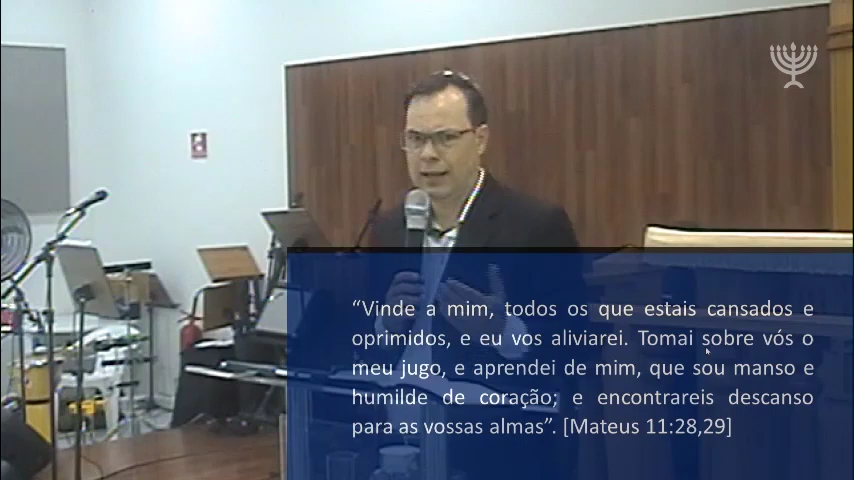 “Vinde a mim, todos os que estais cansados e
oprimidos, e eu vos aliviarei. Tomai sobre vós o
meu jugo, e aprendei de mim, que sou manso e
humilde de coração; e encontrareis descanso
para as vossas almas”. [Mateus 11:28,29]